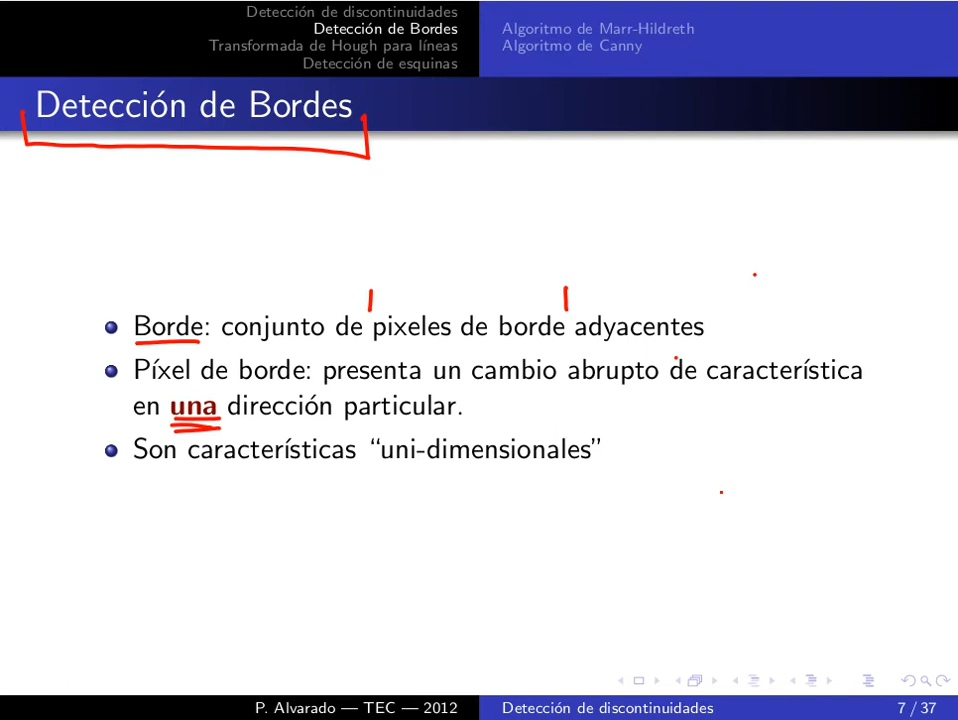 Detección de discontinuidades
Detección de Bordes
Transformada de Hough para líneas
Detección de esquinas
Algoritmo de Marr-Hildreth
Algoritmo de Canny
Detección de Bordes
Borde: conjunto de pixeles de borde adyacentes
Píxel de borde: presenta un cambio abrupto de característica
en una dirección particular.
Son características “uni-dimensionales”
P. Alvarado — TEC — 2012
Detección de discontinuidades
7 / 37